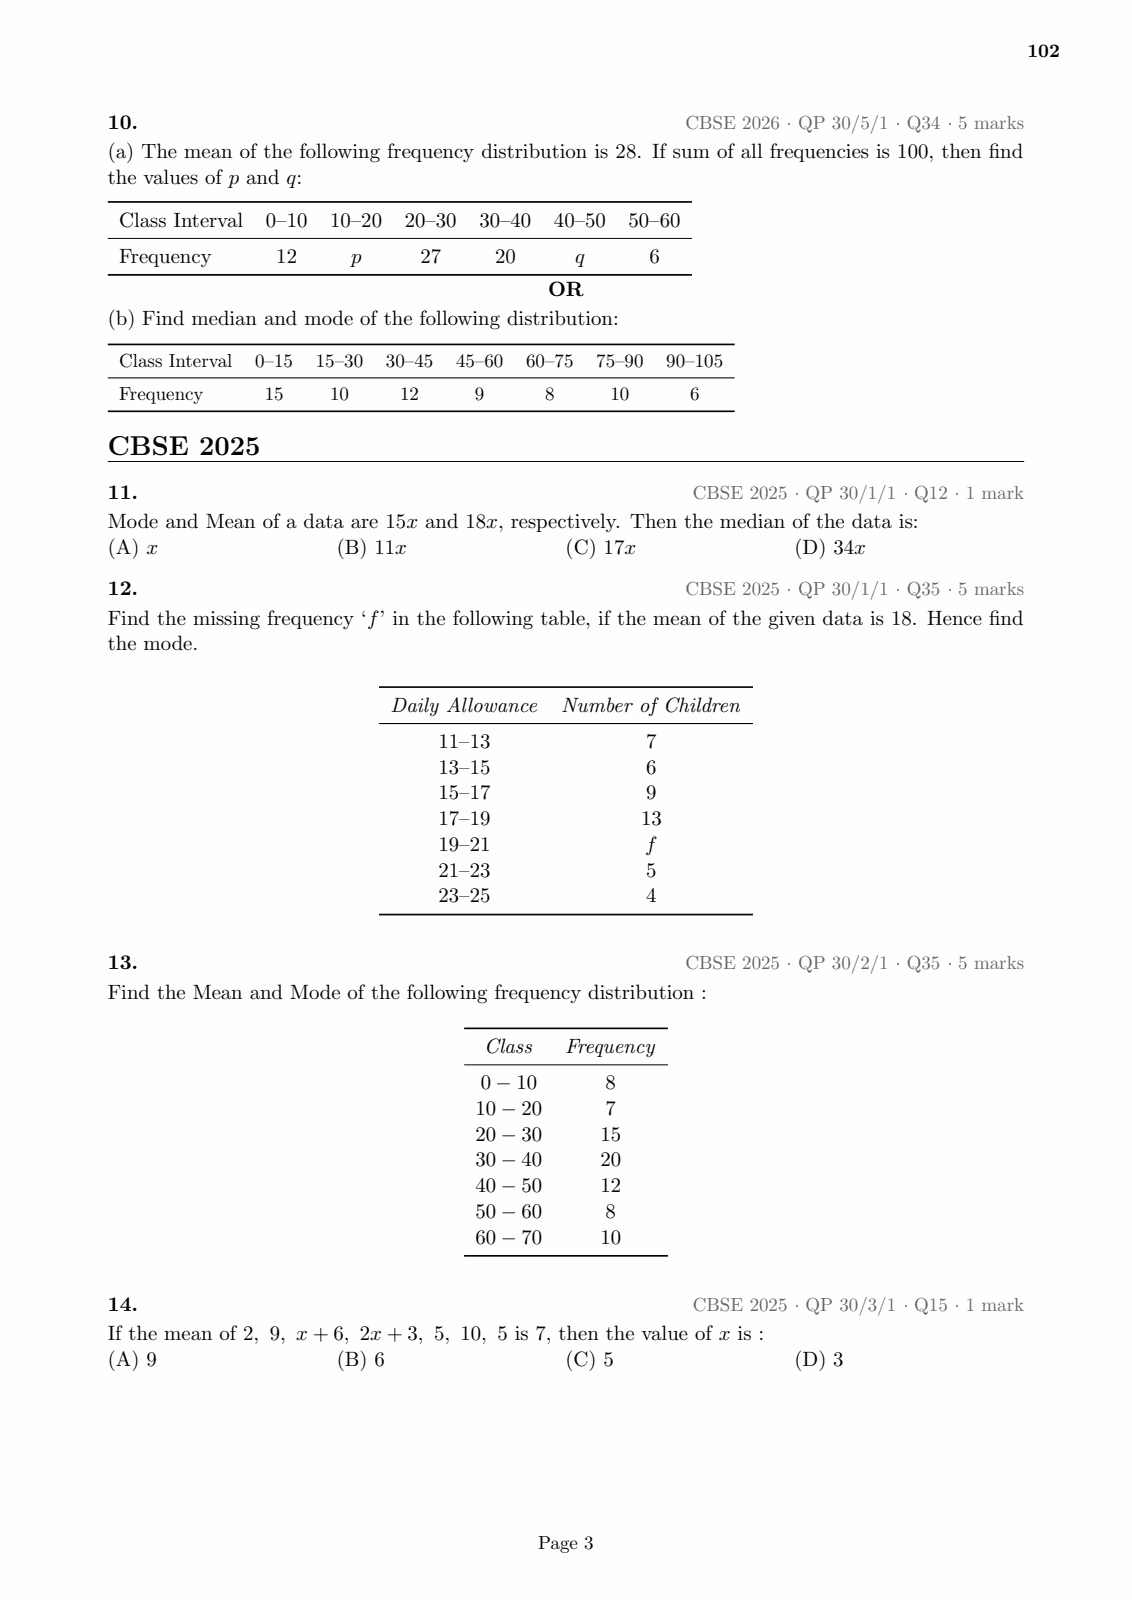 102
10. CBSE 2026 · QP 30/5/1 · Q34 · 5 marks
(a) The mean of the following frequency distribution is 28. If sum of all frequencies is 100, then find
the values of p and q:
Class Interval 0–10 10–20 20–30 30–40 40–50 50–60
Frequency 12 p 27 20 q 6
OR
(b) Find median and mode of the following distribution:
Class Interval 0–15 15–30 30–45 45–60 60–75 75–90 90–105
Frequency 15 10 12 9 8 10 6
CBSE 2025
11. CBSE 2025 · QP 30/1/1 · Q12 · 1 mark
Mode and Mean of a data are 15x and 18x, respectively. Then the median of the data is:
(A) x (B) 11x (C) 17x (D) 34x
12. CBSE 2025 · QP 30/1/1 · Q35 · 5 marks
Find the missing frequency ‘f’ in the following table, if the mean of the given data is 18. Hence find
the mode.
Daily Allowance Number of Children
11–13 7
13–15 6
15–17 9
17–19 13
19–21 f
21–23 5
23–25 4
13. CBSE 2025 · QP 30/2/1 · Q35 · 5 marks
Find the Mean and Mode of the following frequency distribution :
Class Frequency
0 − 10 8
10 − 20 7
20 − 30 15
30 − 40 20
40 − 50 12
50 − 60 8
60 − 70 10
14. CBSE 2025 · QP 30/3/1 · Q15 · 1 mark
If the mean of 2, 9, x + 6, 2x + 3, 5, 10, 5 is 7, then the value of x is :
(A) 9 (B) 6 (C) 5 (D) 3
Page 3